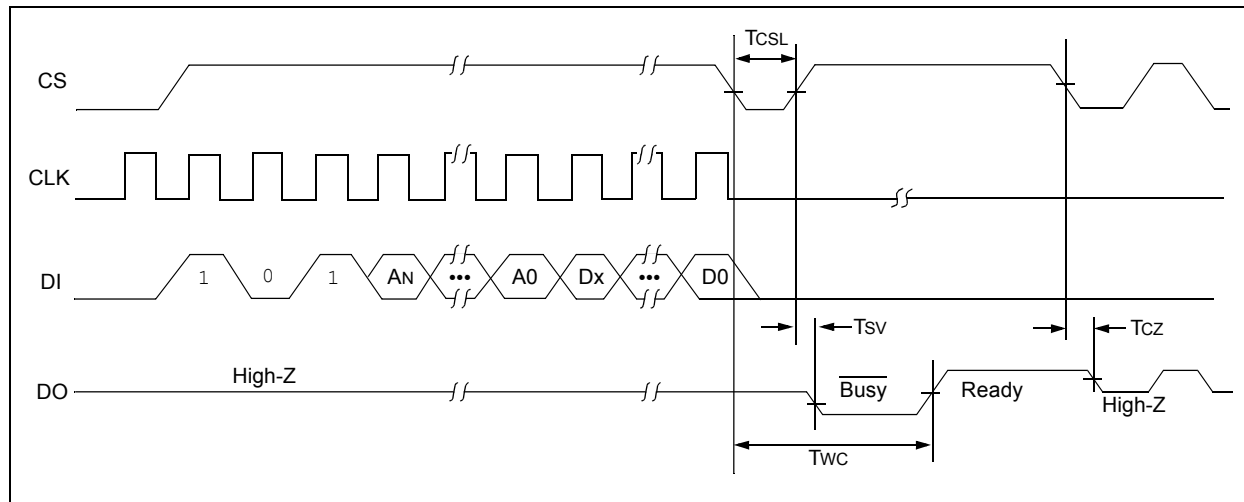 TCSL
CS
CLK
DI
1 0 1 AN ••• A0 Dx ••• D0
TSV
TCZ
High-Z
DO
Busy
Ready
High-Z
TWC